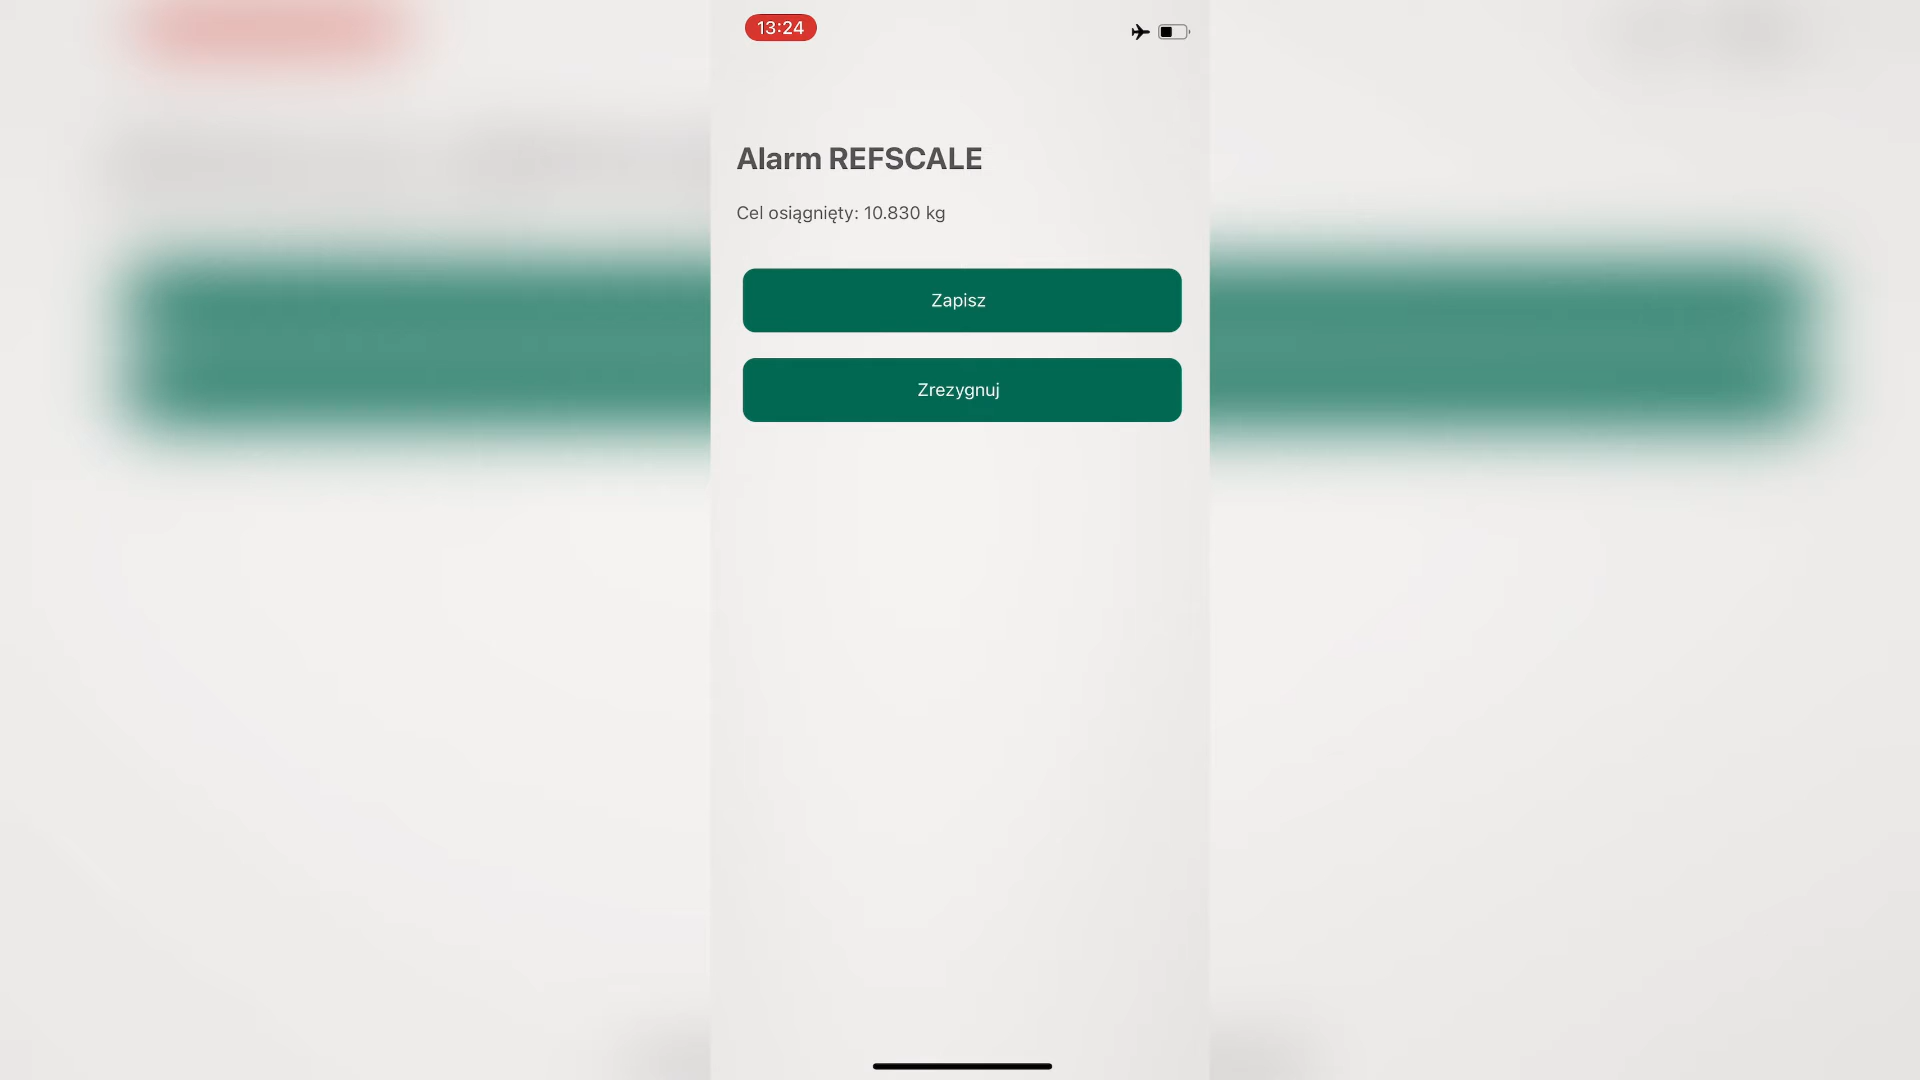 13:24
Alarm REFSCALE
Cel osiągnięty: 10.830 kg
Zapisz
Zrezygnuj